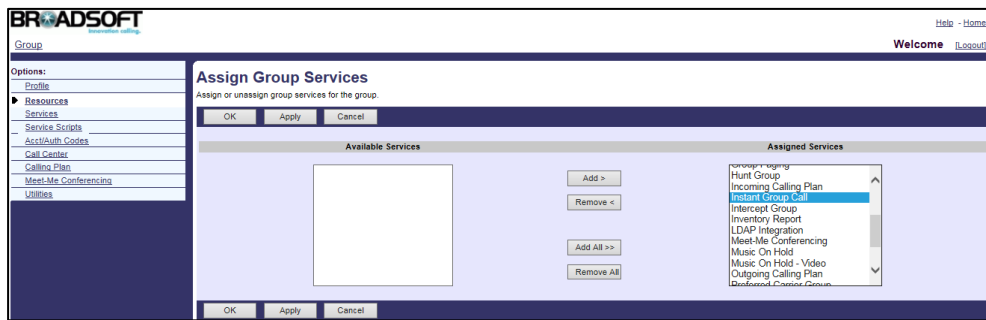 BROADSOFT
innovation calling.
Help - Home
Group
Welcome [Logout]
Options:
Profile
Resources
Services
Service Scripts
Acct/Auth Codes
Call Center
Calling Plan
Meet-Me Conferencing
Utilities
Assign Group Services
Assign or unassign group services for the group.
OK Apply Cancel
Available Services Assigned Services
Add >
Remove <
Add All >>
Remove All
Group Paging
Hunt Group
Incoming Calling Plan
Instant Group Call
Intercept Group
Inventory Report
LDAP Integration
Meet-Me Conferencing
Music On Hold
Music On Hold - Video
Outgoing Calling Plan
Preferred Carrier Group
OK Apply Cancel